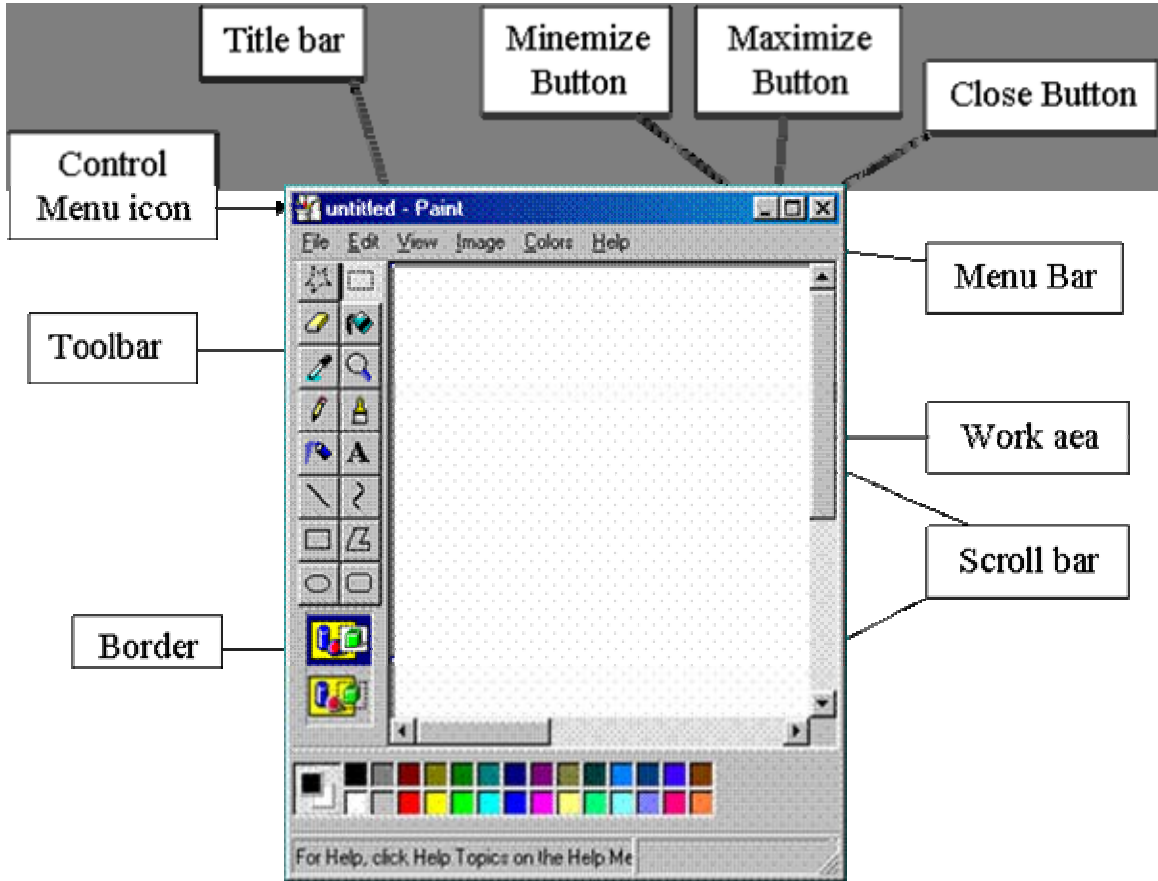 Title bar
Minemize
Button
Maximize
Button
Close Button
Control
Menu icon
untitled - Paint
File Edit View Image Colors Help
Menu Bar
Toolbar
A
Work aea
Scroll bar
Border
For Help, click Help Topics on the Help Me